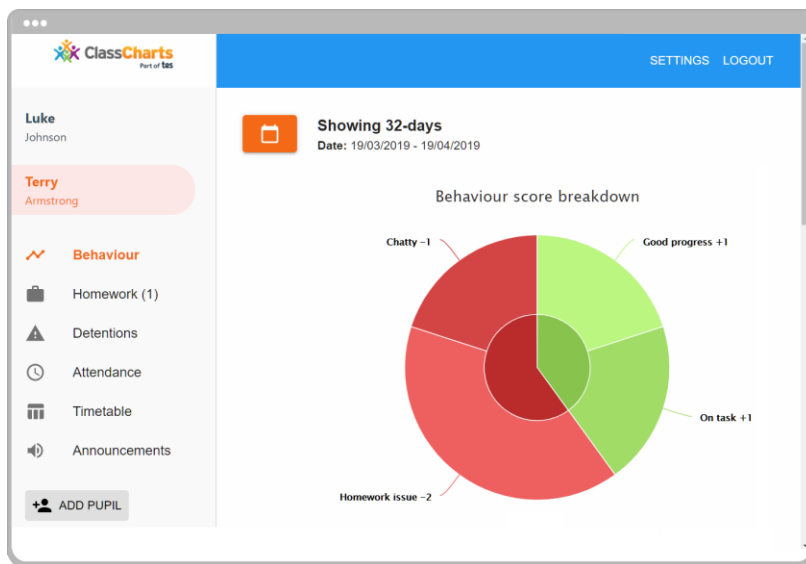 ClassCharts
Part of tes
SETTINGS LOGOUT
Luke
Johnson
Terry
Armstrong
Behaviour
Homework (1)
Detentions
Attendance
Timetable
Announcements
ADD PUPIL
Showing 32-days
Date: 19/03/2019 - 19/04/2019
Behaviour score breakdown
Chatty -1
Good progress +1
On task +1
Homework issue -2